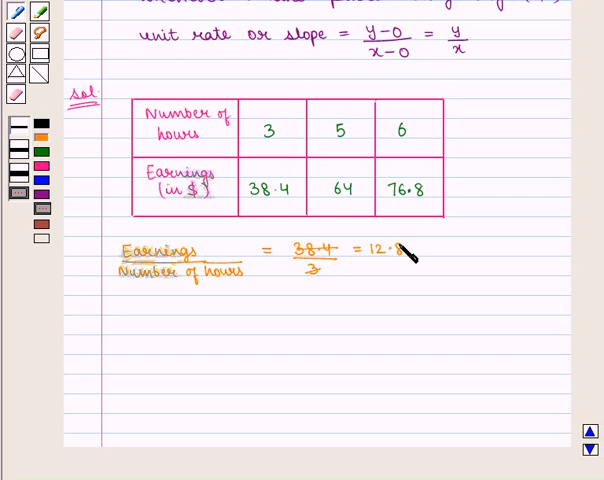 unit rate or slope = y-0 / x-0 = y / x
Sol.
Number of hours 3 5 6
Earnings (in $) 38.4 64 76.8
Earnings / Number of hours = 38.4 / 3 = 12.8